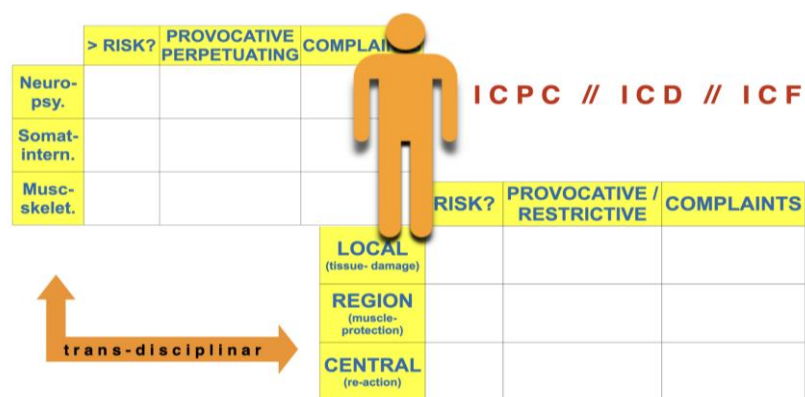 > RISK?
PROVOCATIVE
PERPETUATING
Neuro-
psy.
Somat-
intern.
Musc-
skelet.
ICPC // ICD // ICF
RISK?
PROVOCATIVE /
RESTRICTIVE
COMPLAINTS
LOCAL
(tissue- damage)
REGION
(muscle-
protection)
CENTRAL
(re-action)
trans-disciplinar